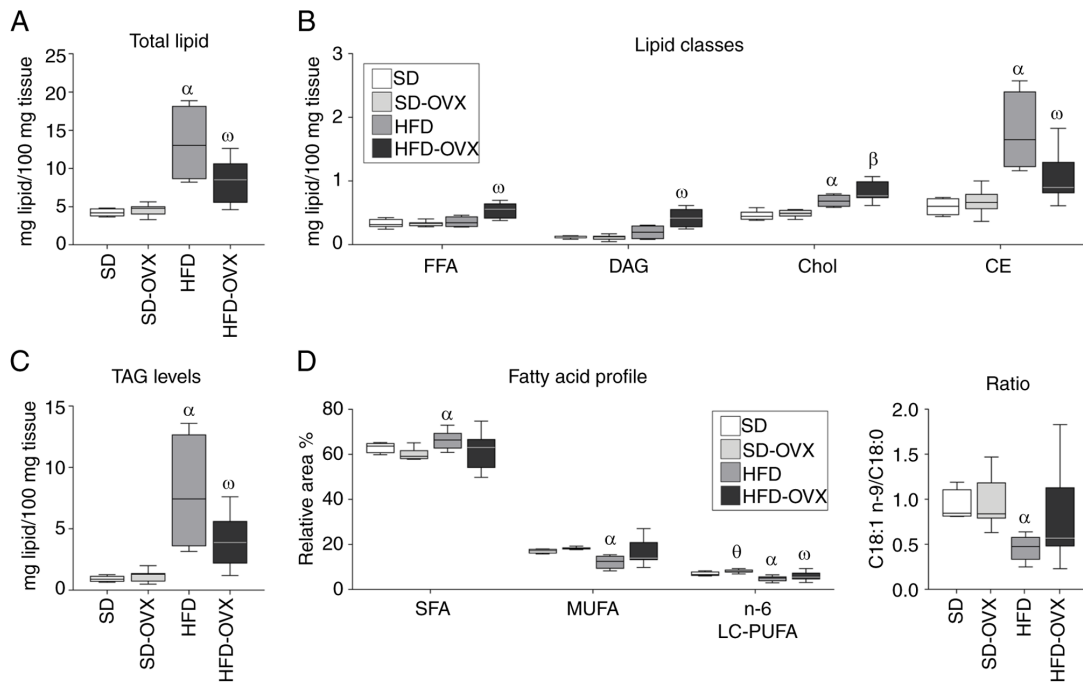 A
Total lipid
mg lipid/100 mg tissue
25
20
15
10
5
0
α
ω
SD
SD-OVX
HFD
HFD-OVX
B
Lipid classes
mg lipid/100 mg tissue
3
2
1
0
SD
SD-OVX
HFD
HFD-OVX
ω
ω
α
β
α
ω
FFA
DAG
Chol
CE
C
TAG levels
mg lipid/100 mg tissue
15
10
5
0
α
ω
SD
SD-OVX
HFD
HFD-OVX
D
Fatty acid profile
Relative area %
80
60
40
20
0
SD
SD-OVX
HFD
HFD-OVX
α
α
θ
α
ω
SFA
MUFA
n-6
LC-PUFA
Ratio
C18:1 n-9/C18:0
2.0
1.5
1.0
0.5
0.0
α
SD
SD-OVX
HFD
HFD-OVX